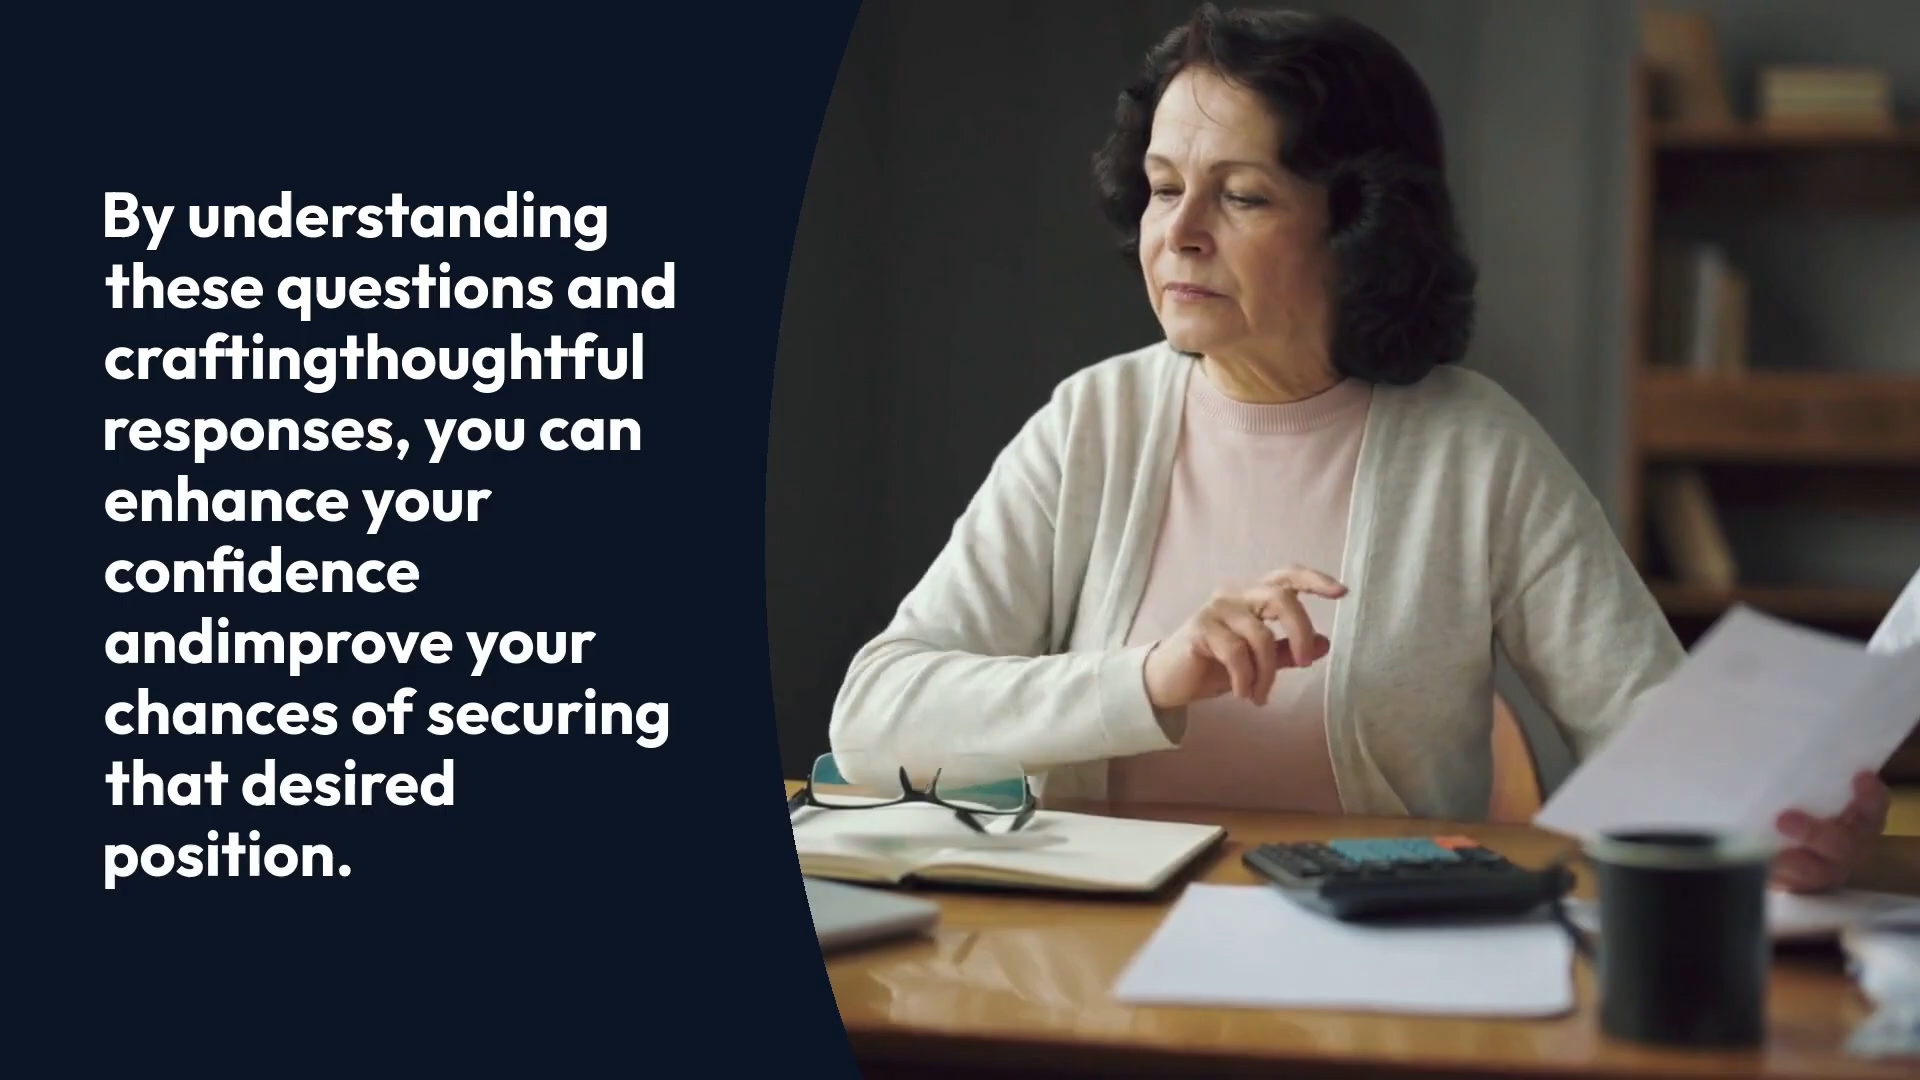 By understanding
these questions and
craftingthoughtful
responses, you can
enhance your
confidence
andimprove your
chances of securing
that desired
position.